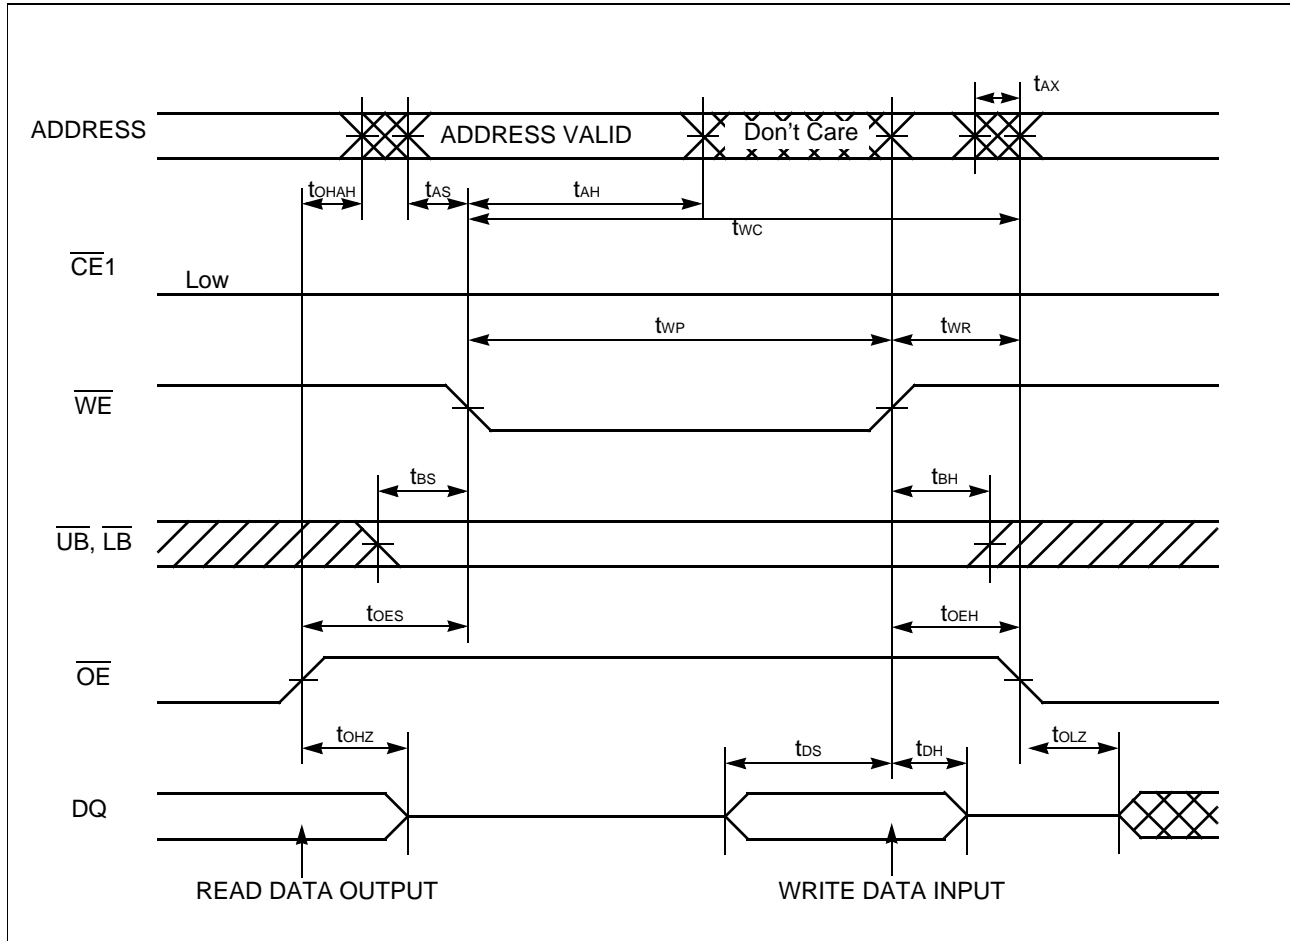 tAX
ADDRESS
ADDRESS VALID
Don't Care
tOHAH
tAS
tAH
tWC
CE1
Low
tWP
tWR
WE
tBS
tBH
UB, LB
tOES
tOEH
OE
tOHZ
tDS
tDH
tOLZ
DQ
READ DATA OUTPUT
WRITE DATA INPUT